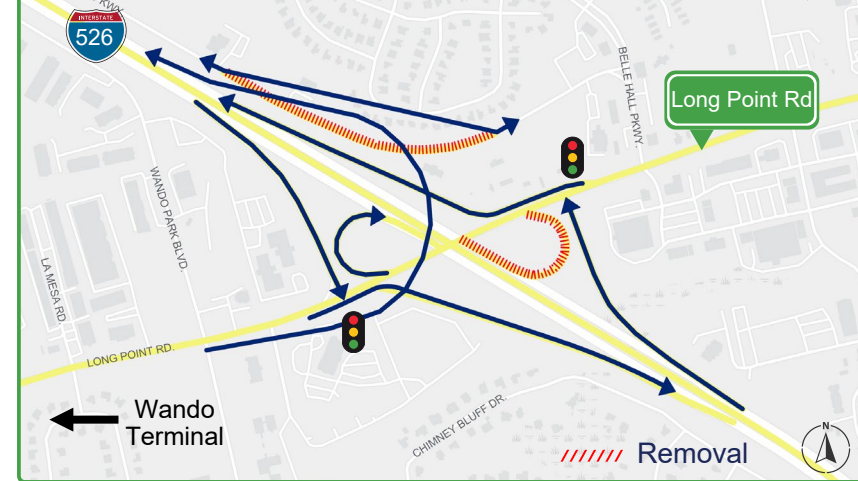 PKWY.
INTERSTATE
526
BELLE HALL PKWY.
Long Point Rd
WANDO PARK BLVD.
LA MESA RD.
LONG POINT RD.
Wando
Terminal
CHIMNEY BLUFF DR.
Removal
N